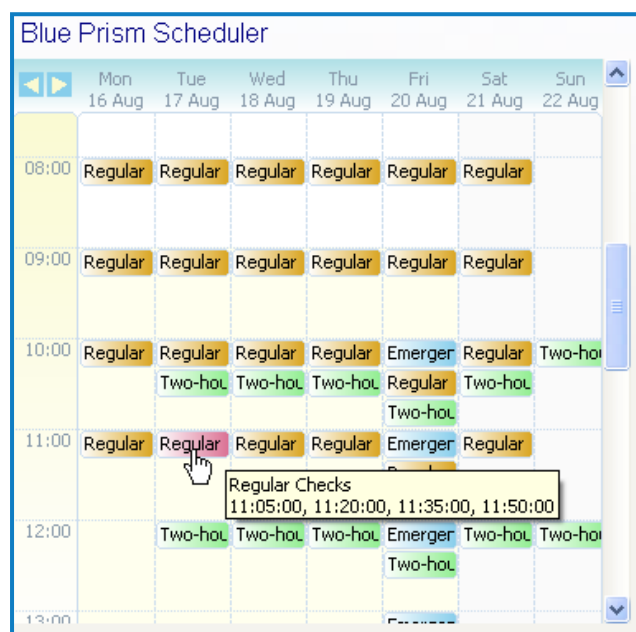 Blue Prism Scheduler
Mon Tue Wed Thu Fri Sat Sun
16 Aug 17 Aug 18 Aug 19 Aug 20 Aug 21 Aug 22 Aug
08:00 Regular Regular Regular Regular Regular Regular
09:00 Regular Regular Regular Regular Regular Regular
10:00 Regular Regular Regular Regular Emerger Regular Two-hou
Two-hou Two-hou Two-hou Regular Two-hou
Two-hou
11:00 Regular Regular Regular Regular Emerger Regular
Regular Checks
11:05:00, 11:20:00, 11:35:00, 11:50:00
12:00 Two-hou Two-hou Two-hou Emerger Two-hou Two-hou
Two-hou
13:00